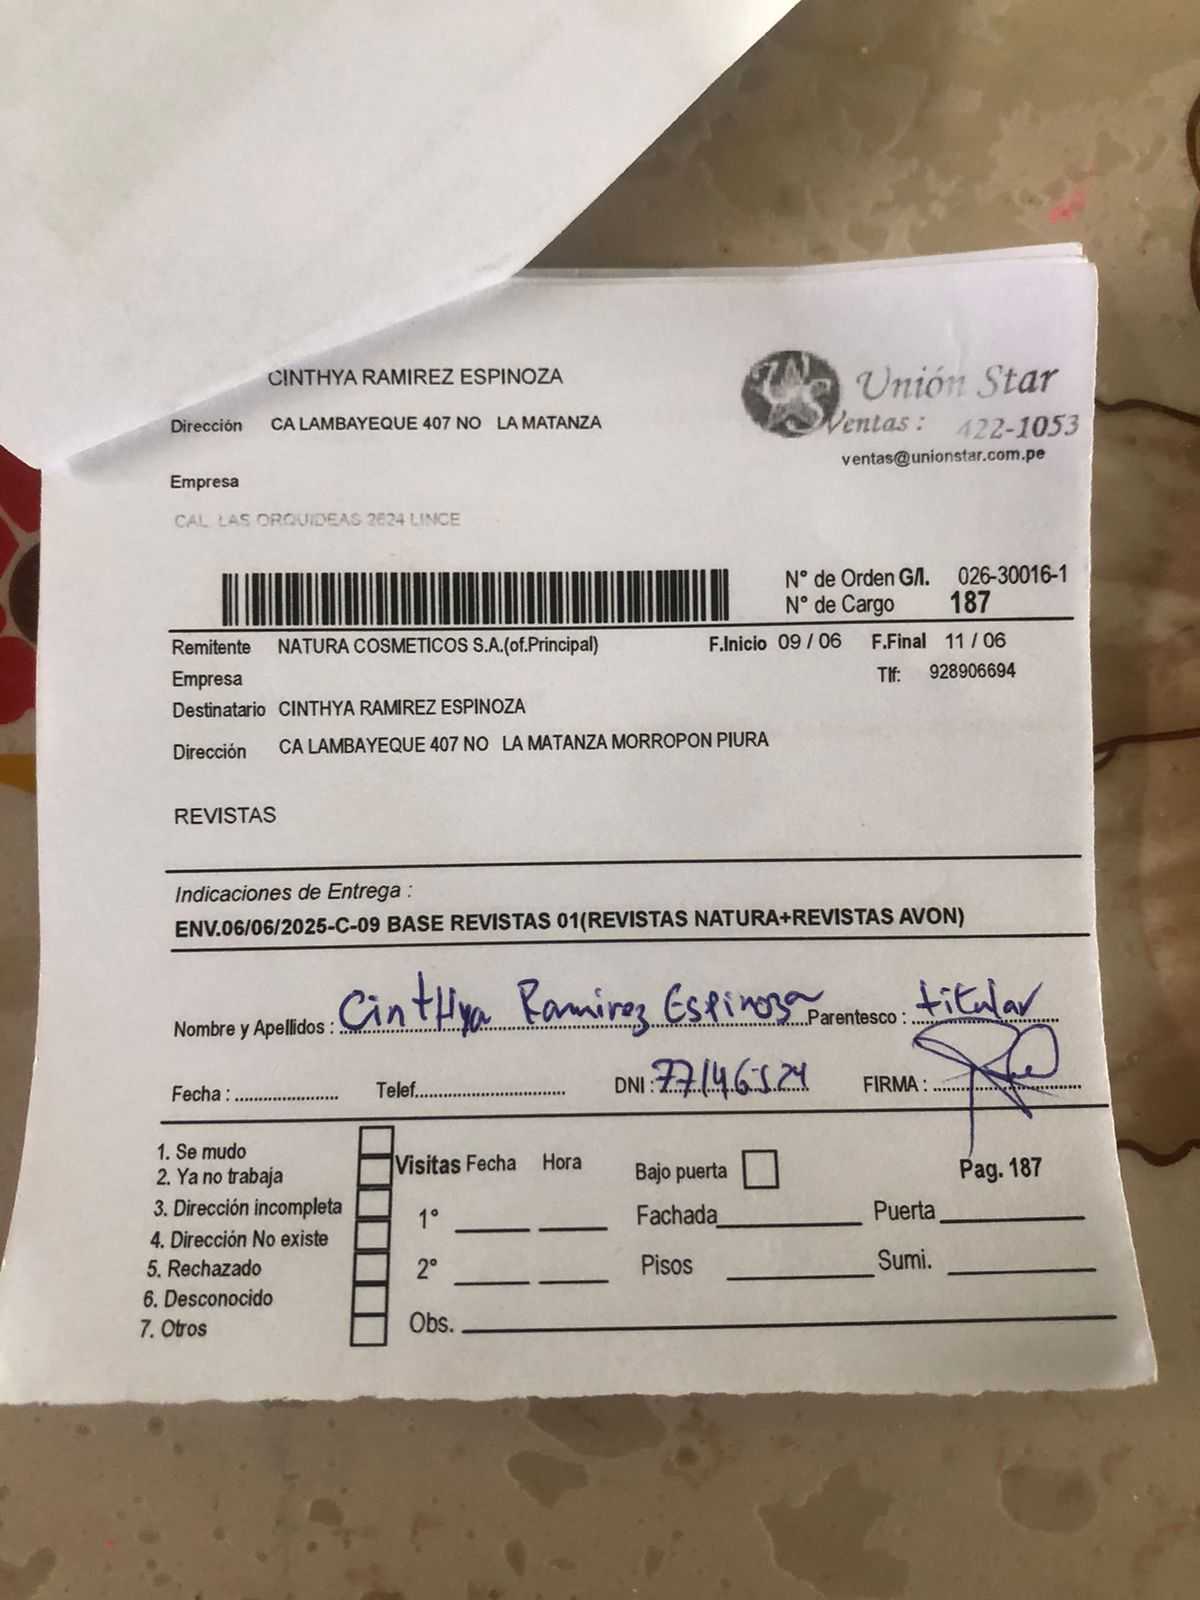 CINTHYA RAMIREZ ESPINOZA
Dirección CA LAMBAYEQUE 407 NO LA MATANZA
Unión Star
Ventas : 422-1053
ventas@unionstar.com.pe
Empresa
CAL. LAS ORQUIDEAS 2624 LINCE
N° de Orden G/I. 026-30016-1
N° de Cargo 187
Remitente NATURA COSMETICOS S.A.(of.Principal) F.Inicio 09 / 06 F.Final 11 / 06
Empresa Tlf: 928906694
Destinatario CINTHYA RAMIREZ ESPINOZA
Dirección CA LAMBAYEQUE 407 NO LA MATANZA MORROPON PIURA
REVISTAS
Indicaciones de Entrega :
ENV.06/06/2025-C-09 BASE REVISTAS 01(REVISTAS NATURA+REVISTAS AVON)
Nombre y Apellidos : CintHya Ramirez Espinoza Parentesco : titular
Fecha : Telef. DNI : 77146524 FIRMA :
1. Se mudo
2. Ya no trabaja
3. Dirección incompleta
4. Dirección No existe
5. Rechazado
6. Desconocido
7. Otros
Visitas Fecha Hora
1°
2°
Obs.
Bajo puerta
Fachada
Pisos
Pag. 187
Puerta
Sumi.